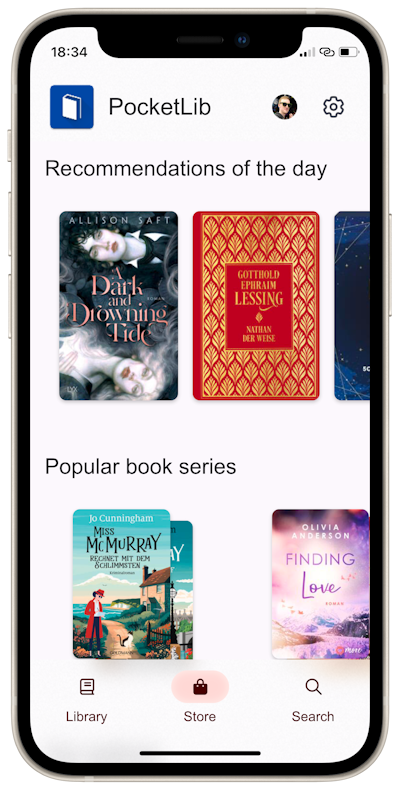 18:34
PocketLib
Recommendations of the day
ALLISON SAFT
A
Dark
and
Drowning
Tide
ROMAN
LYX
GOTTHOLD
EPHRAIM
LESSING
NATHAN
DER WEISE
Popular book series
Jo Cunningham
MISS
MCMURRAY
RECHNET MIT DEM
SCHLIMMSTEN
AY
OLIVIA
ANDERSON
FINDING
Love
ROMAN
more
Library
Store
Search